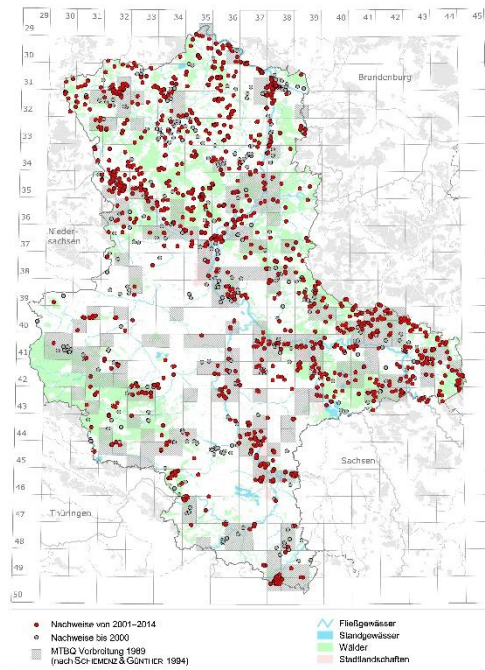 29 30 31 32 33 34 35 36 37 38 39 40 41 42 43 44 45
29
30
31
32
33
34
35
36
37
38
39
40
41
42
43
44
45
46
47
48
49
50
Brandenburg
Nieder-
sachsen
Sachsen
Thüringen
Nachweise von 2001–2014
Nachweise bis 2000
MTBQ Verbreitung 1989
(nach SCHIEMENZ & GÜNTHER 1994)
Fließgewässer
Standgewässer
Wälder
Stadtlandschaften